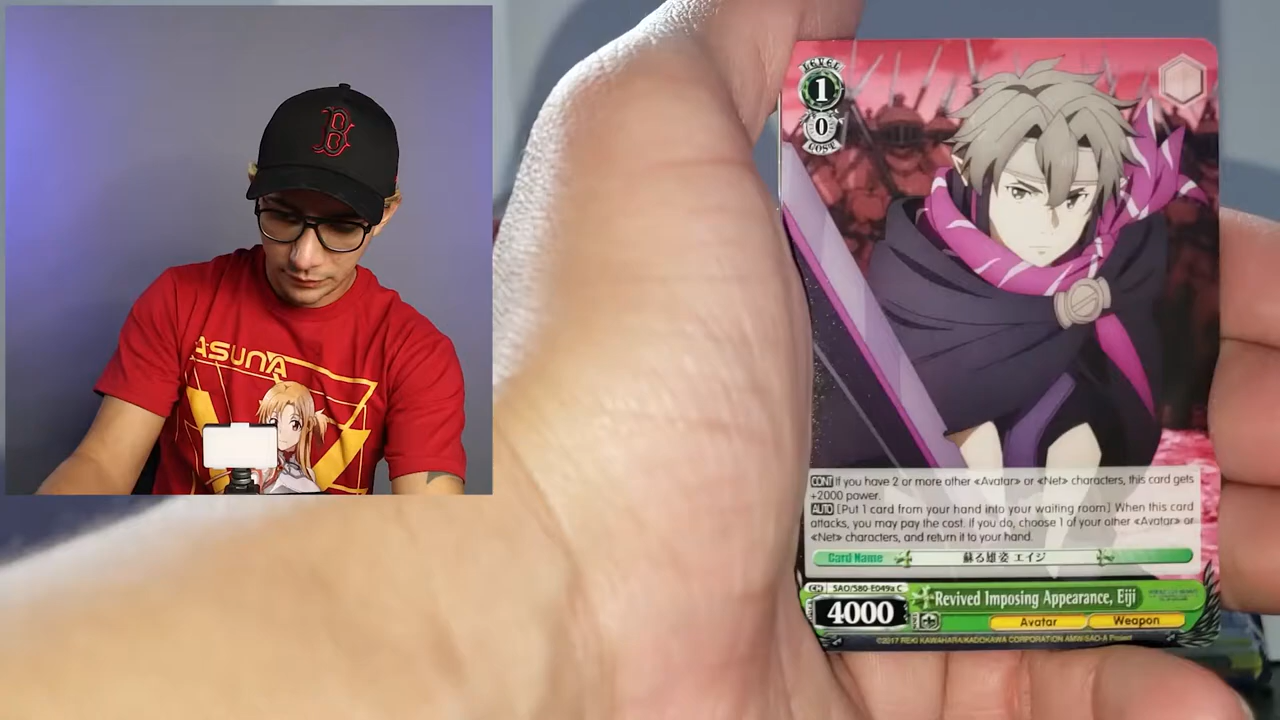 B
ASUNA
LEVEL
1
0
COST
CONT If you have 2 or more other «Avatar» or «Net» characters, this card gets
+2000 power.
AUTO [Put 1 card from your hand into your waiting room] When this card
attacks, you may pay the cost. If you do, choose 1 of your other «Avatar» or
«Net» characters, and return it to your hand.
Card Name 蘇る雄姿 エイジ
CH SAO/S80-E049a C
4000 Revived Imposing Appearance, Eiji
Avatar Weapon
©2017 REKI KAWAHARA/KADOKAWA CORPORATION AMW/SAO-A Project